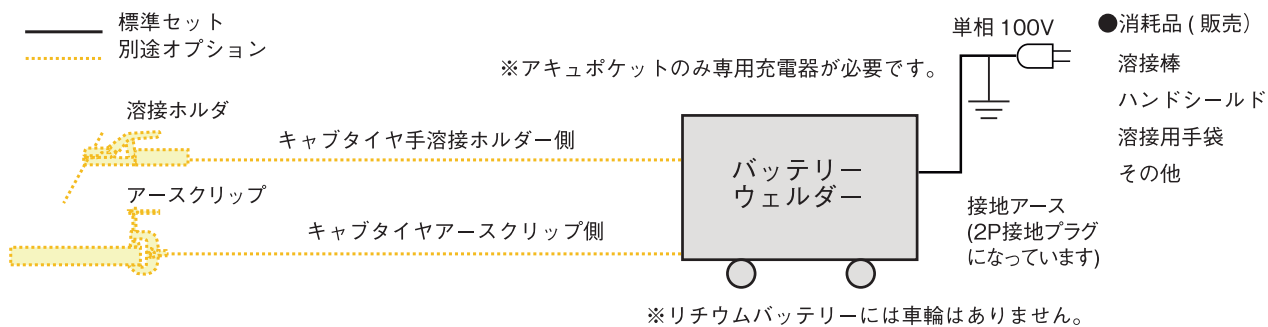 標準セット
別途オプション
※アキュポケットのみ専用充電器が必要です。
単相 100V
●消耗品 ( 販売）
溶接棒
ハンドシールド
溶接用手袋
その他
溶接ホルダ
キャブタイヤ手溶接ホルダー側
アースクリップ
キャブタイヤアースクリップ側
バッテリー
ウェルダー
接地アース
(2P接地プラグ
になっています)
※リチウムバッテリーには車輪はありません。